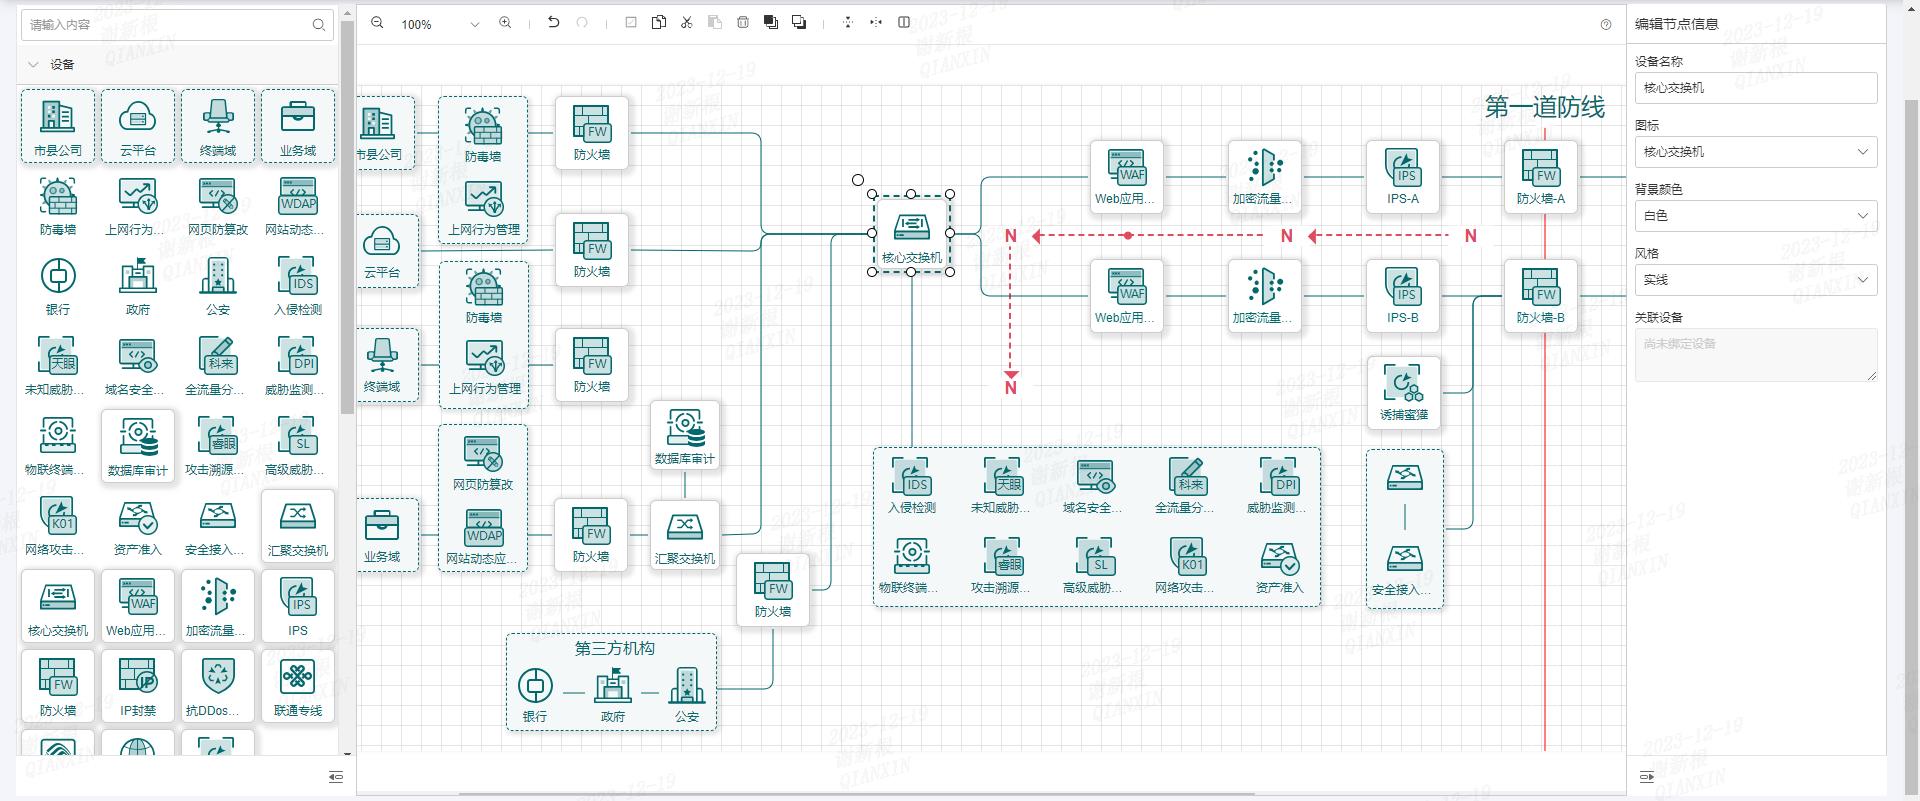 请输入内容
设备
市县公司
云平台
终端域
业务域
防毒墙
上网行为...
网页防篡改
WDAP
网站动态...
银行
政府
公安
IDS
入侵检测
天眼
未知威胁...
域名安全...
科来
全流量分...
DPI
威胁监测...
物联终端...
数据库审计
睿眼
攻击溯源...
SL
高级威胁...
K01
网络攻击...
资产准入
安全接入...
汇聚交换机
核心交换机
WAF
Web应用...
加密流量...
IPS
IPS
FW
防火墙
IP
IP封禁
抗DDos...
联通专线
100%
市县公司
防毒墙
上网行为管理
FW
防火墙
云平台
FW
防火墙
防毒墙
上网行为管理
终端域
FW
防火墙
数据库审计
网页防篡改
WDAP
网站动态应...
业务域
FW
防火墙
汇聚交换机
FW
防火墙
第三方机构
银行
政府
公安
核心交换机
第一道防线
WAF
Web应用...
加密流量...
IPS
IPS-A
FW
防火墙-A
N
N
N
N
WAF
Web应用...
加密流量...
IPS
IPS-B
FW
防火墙-B
诱捕蜜獾
安全接入...
IDS
入侵检测
天眼
未知威胁...
域名安全...
科来
全流量分...
DPI
威胁监测...
物联终端...
睿眼
攻击溯源...
SL
高级威胁...
K01
网络攻击...
资产准入
编辑节点信息
设备名称
核心交换机
图标
核心交换机
背景颜色
白色
风格
实线
关联设备
尚未绑定设备
2023-12-19
谢新根
QIANXIN